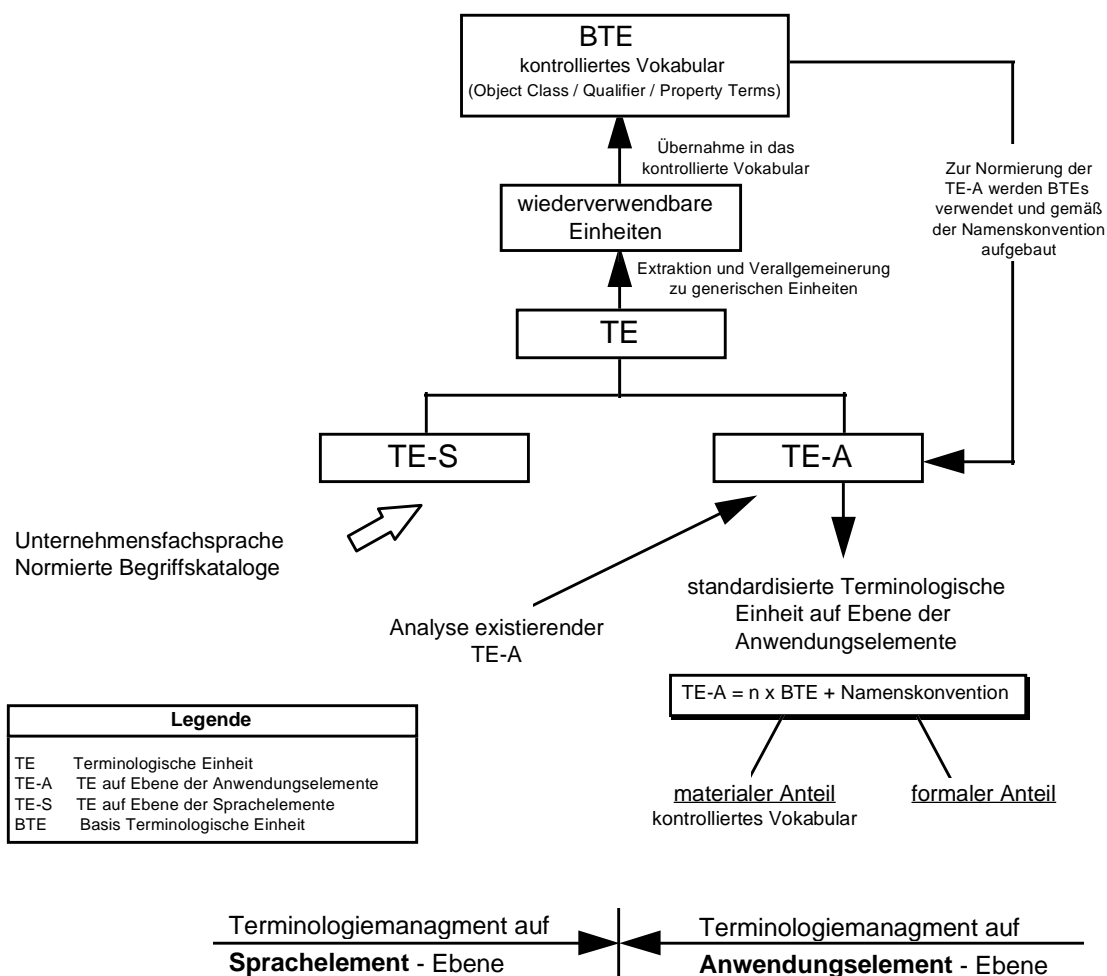 BTE
kontrolliertes Vokabular
(Object Class / Qualifier / Property Terms)
Übernahme in das
kontrollierte Vokabular
Zur Normierung der
TE-A werden BTEs
verwendet und gemäß
der Namenskonvention
aufgebaut
wiederverwendbare
Einheiten
Extraktion und Verallgemeinerung
zu generischen Einheiten
TE
TE-S
TE-A
Unternehmensfachsprache
Normierte Begriffskataloge
Analyse existierender
TE-A
standardisierte Terminologische
Einheit auf Ebene der
Anwendungselemente
TE-A = n x BTE + Namenskonvention
materialer Anteil
kontrolliertes Vokabular
formaler Anteil
Legende
TE Terminologische Einheit
TE-A TE auf Ebene der Anwendungselemente
TE-S TE auf Ebene der Sprachelemente
BTE Basis Terminologische Einheit
Terminologiemanagment auf
Sprachelement - Ebene
Terminologiemanagment auf
Anwendungselement - Ebene